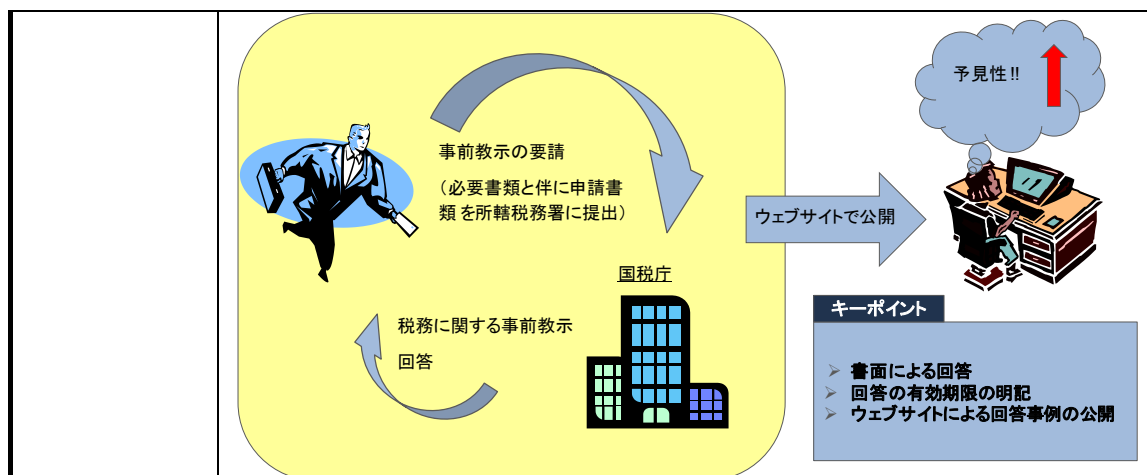 予見性!!
事前教示の要請
（必要書類と伴に申請書
類を所轄税務署に提出）
ウェブサイトで公開
国税庁
税務に関する事前教示
回答
キーポイント
➢ 書面による回答
➢ 回答の有効期限の明記
➢ ウェブサイトによる回答事例の公開